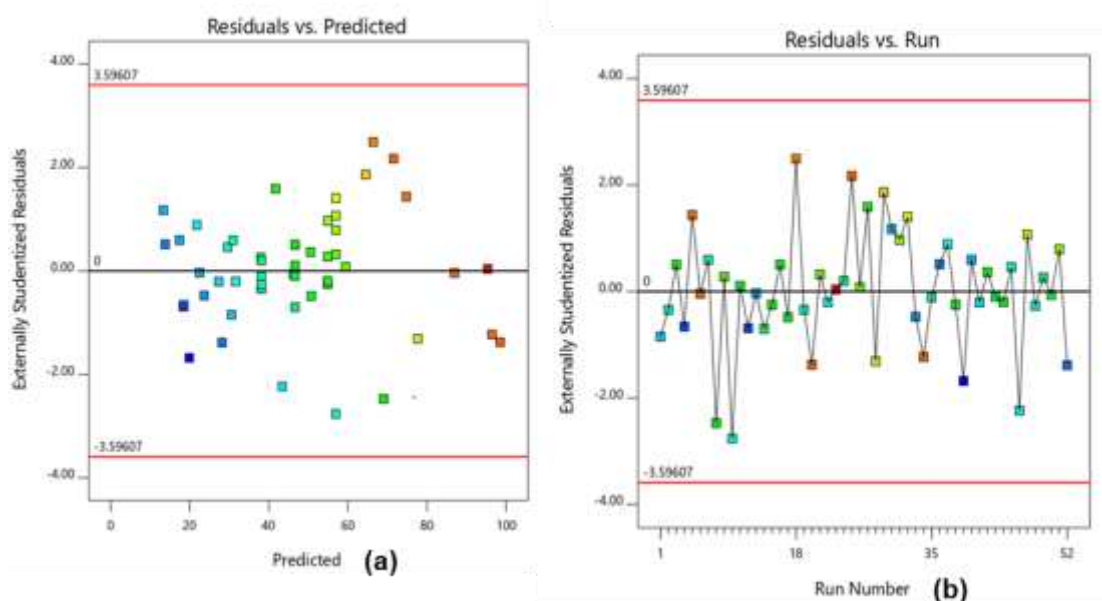 Residuals vs. Predicted
4.00
3.59607
2.00
0
0.00
-2.00
-3.59607
-4.00
Externally Studentized Residuals
0 20 40 60 80 100
Predicted
(a)
Residuals vs. Run
4.00
3.59607
2.00
0
0.00
-2.00
-3.59607
-4.00
Externally Studentized Residuals
1 18 35 52
Run Number
(b)